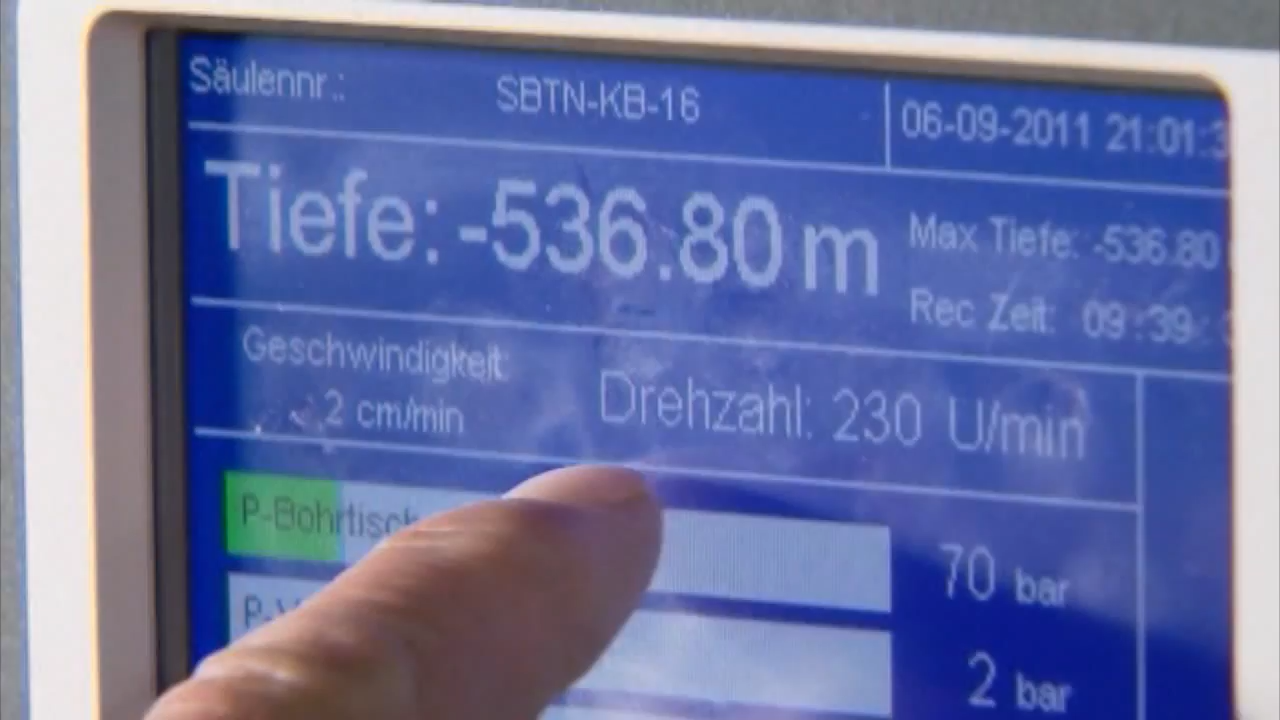 Säulennr.: SBTN-KB-16 06-09-2011 21:01:3
Tiefe: -536.80 m
Max Tiefe: -536.80
Rec Zeit: 09:39:
Geschwindigkeit:
2 cm/min
Drehzahl: 230 U/min
P-Bohrtisch 70 bar
2 bar